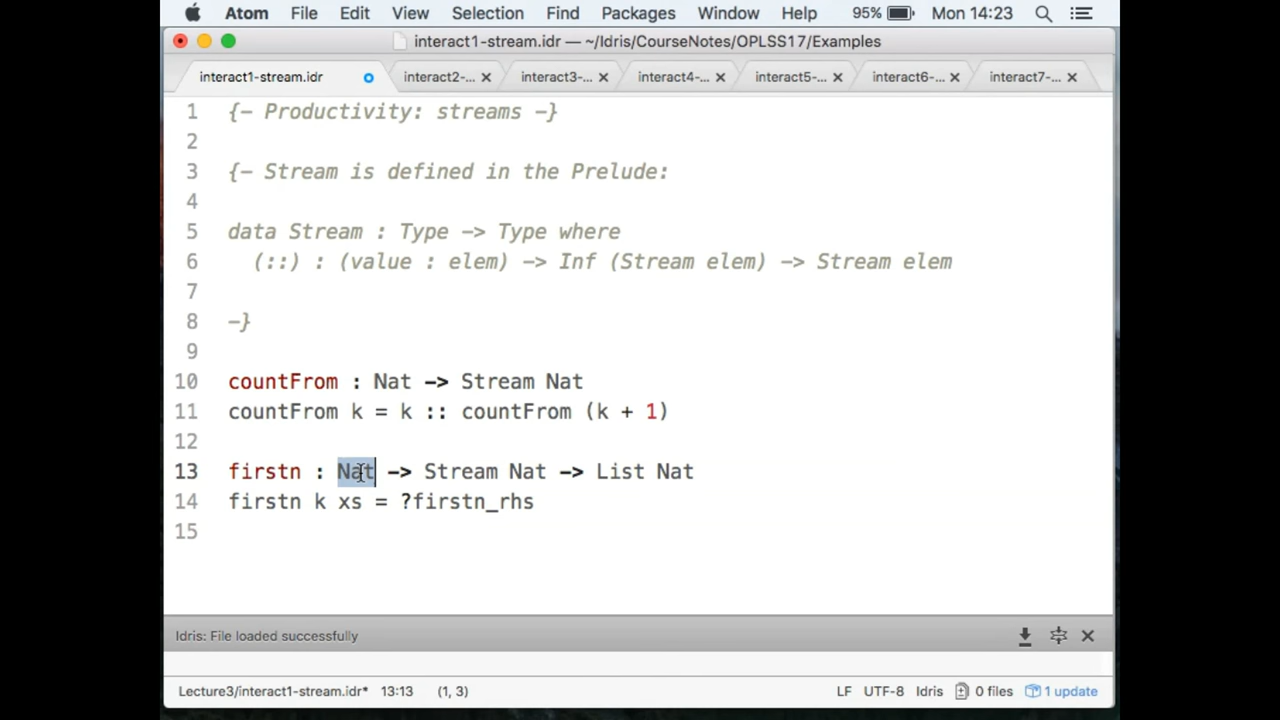 Atom File Edit View Selection Find Packages Window Help 95% Mon 14:23
interact1-stream.idr — ~/Idris/CourseNotes/OPLSS17/Examples
interact1-stream.idr interact2-... interact3-... interact4-... interact5-... interact6-... interact7-...
1 {- Productivity: streams -}
2
3 {- Stream is defined in the Prelude:
4
5 data Stream : Type -> Type where
6 (::) : (value : elem) -> Inf (Stream elem) -> Stream elem
7
8 -}
9
10 countFrom : Nat -> Stream Nat
11 countFrom k = k :: countFrom (k + 1)
12
13 firstn : Nat -> Stream Nat -> List Nat
14 firstn k xs = ?firstn_rhs
15
Idris: File loaded successfully
Lecture3/interact1-stream.idr* 13:13 (1, 3) LF UTF-8 Idris 0 files 1 update